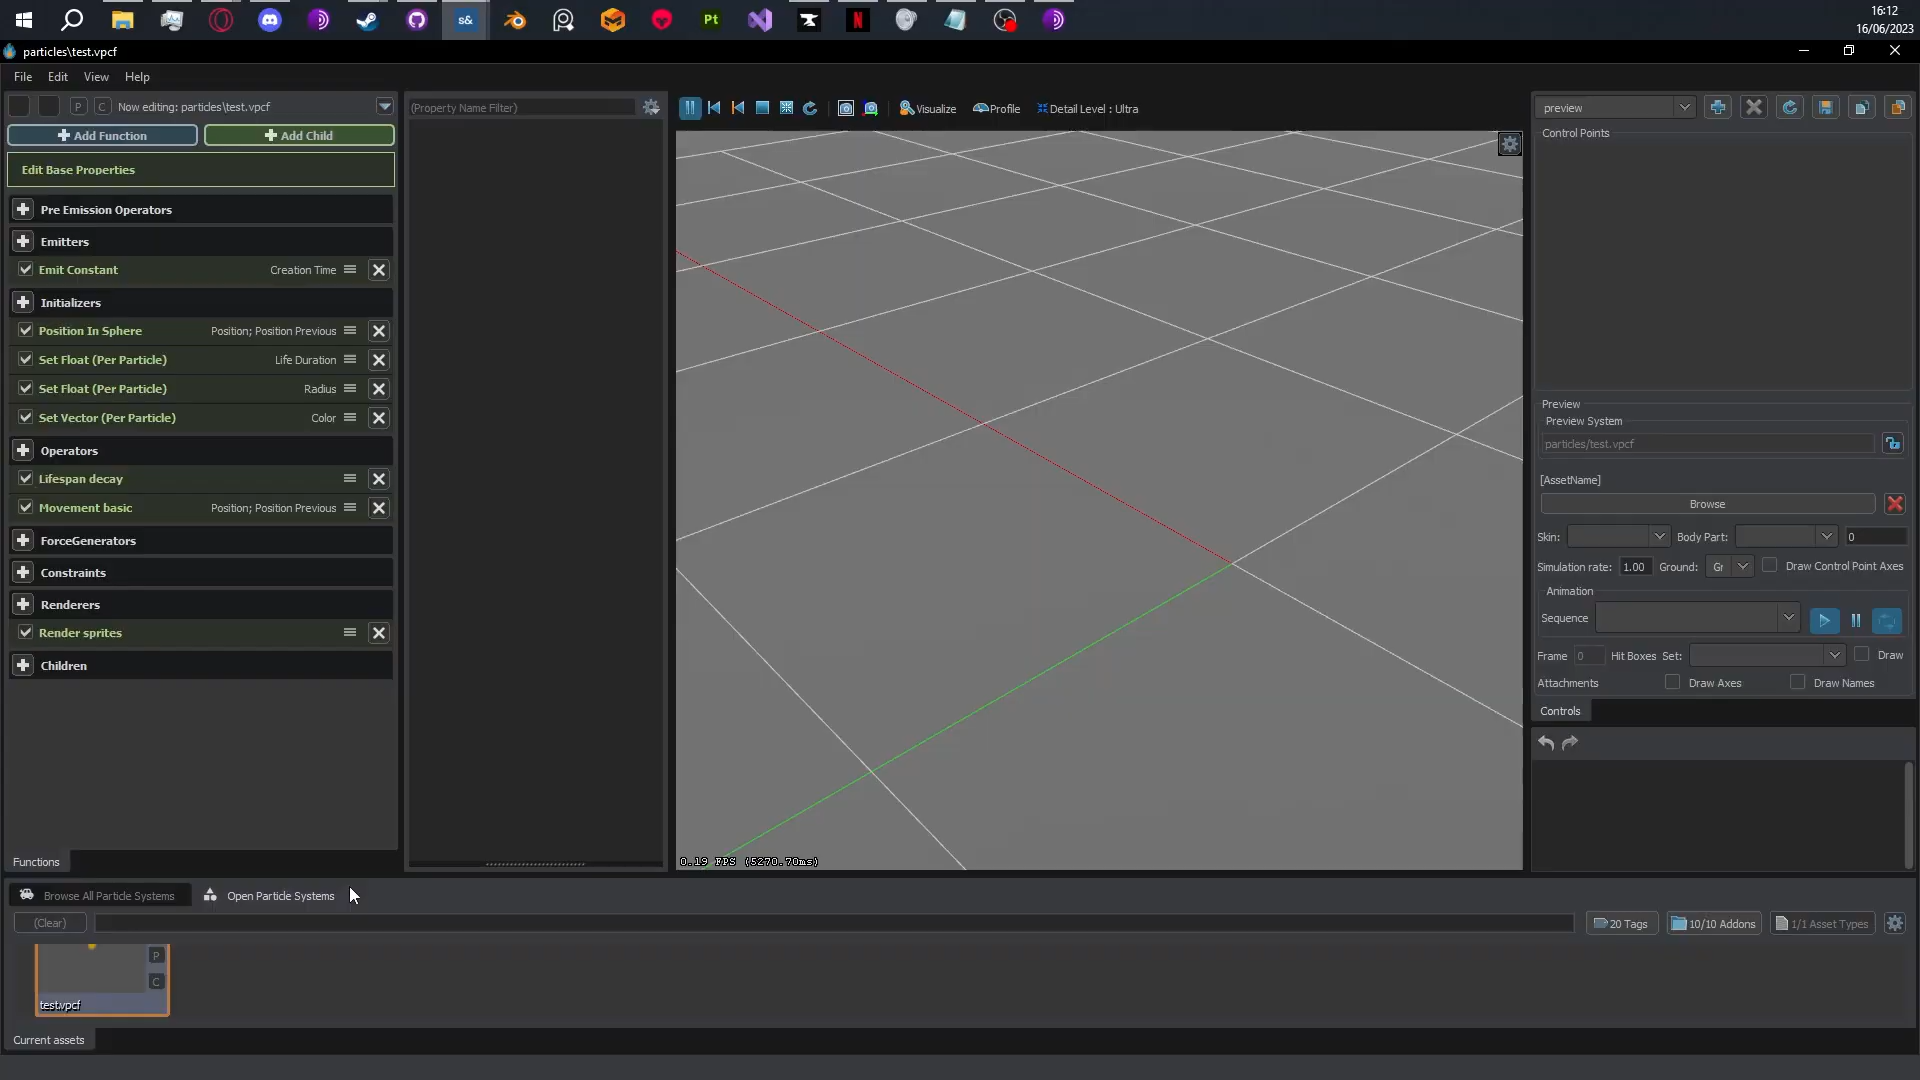 s&
Pt
16:12
16/06/2023
particles\test.vpcf
File Edit View Help
P C Now editing: particles\test.vpcf
Add Function Add Child
Edit Base Properties
Pre Emission Operators
Emitters
Emit Constant Creation Time
Initializers
Position In Sphere Position; Position Previous
Set Float (Per Particle) Life Duration
Set Float (Per Particle) Radius
Set Vector (Per Particle) Color
Operators
Lifespan decay
Movement basic Position; Position Previous
ForceGenerators
Constraints
Renderers
Render sprites
Children
Functions
(Property Name Filter)
Visualize Profile Detail Level : Ultra
0.19 FPS (5270.70ms)
preview
Control Points
Preview
Preview System
particles/test.vpcf
[AssetName]
Browse
Skin: Body Part: 0
Simulation rate: 1.00 Ground: Gr Draw Control Point Axes
Animation
Sequence
Frame 0 Hit Boxes Set: Draw
Attachments Draw Axes Draw Names
Controls
Browse All Particle Systems Open Particle Systems
(Clear) 20 Tags 10/10 Addons 1/1 Asset Types
P
C
test.vpcf
Current assets